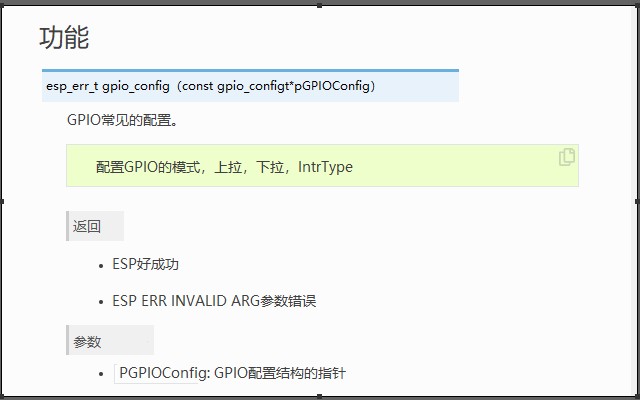 功能
esp_err_t gpio_config（const gpio_configt*pGPIOConfig）
GPIO常见的配置。
配置GPIO的模式，上拉，下拉，IntrType
返回
• ESP好成功
• ESP ERR INVALID ARG参数错误
参数
• PGPIOConfig: GPIO配置结构的指针